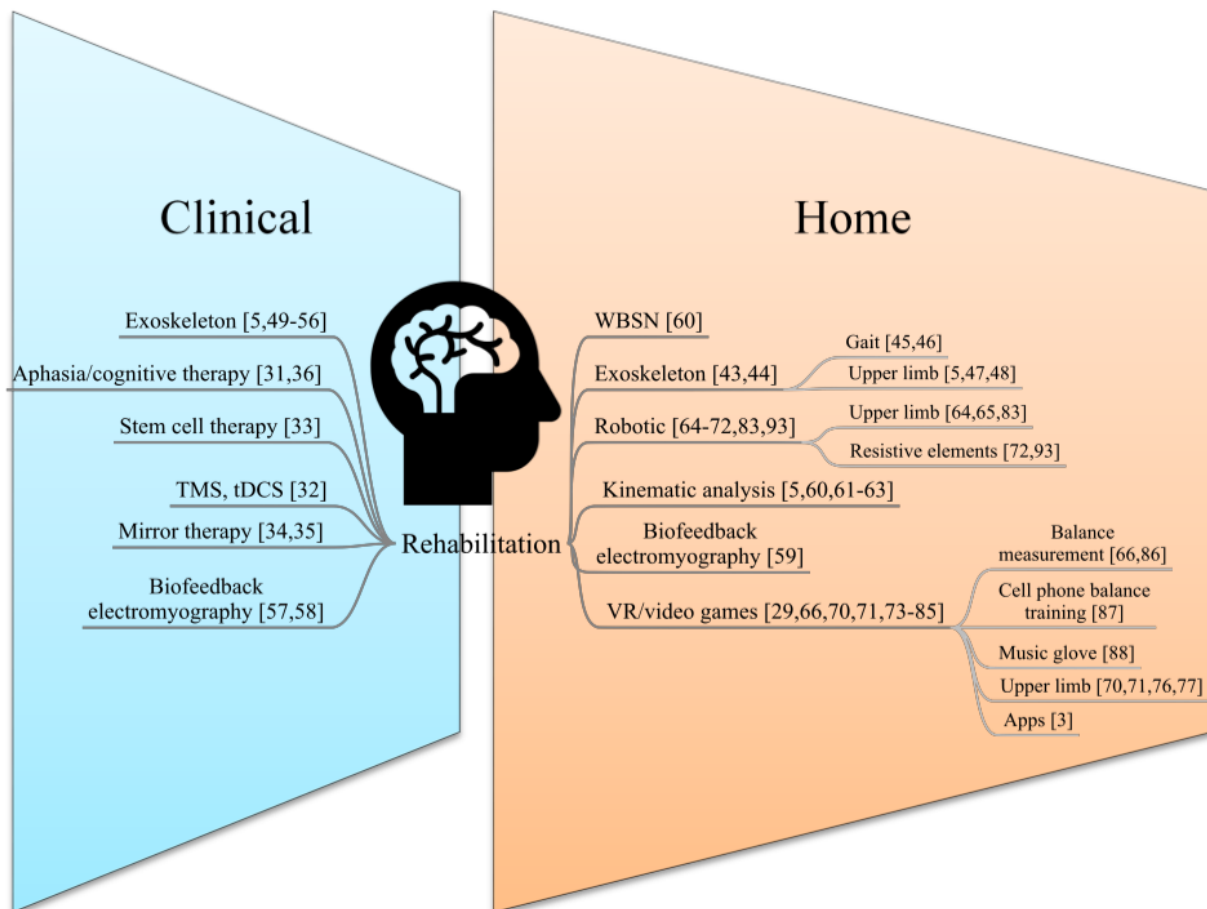 Clinical
Exoskeleton [5,49-56]
Aphasia/cognitive therapy [31,36]
Stem cell therapy [33]
TMS, tDCS [32]
Mirror therapy [34,35]
Biofeedback
electromyography [57,58]
Rehabilitation
Home
WBSN [60]
Exoskeleton [43,44]
Gait [45,46]
Upper limb [5,47,48]
Robotic [64-72,83,93]
Upper limb [64,65,83]
Resistive elements [72,93]
Kinematic analysis [5,60,61-63]
Biofeedback
electromyography [59]
VR/video games [29,66,70,71,73-85]
Balance
measurement [66,86]
Cell phone balance
training [87]
Music glove [88]
Upper limb [70,71,76,77]
Apps [3]